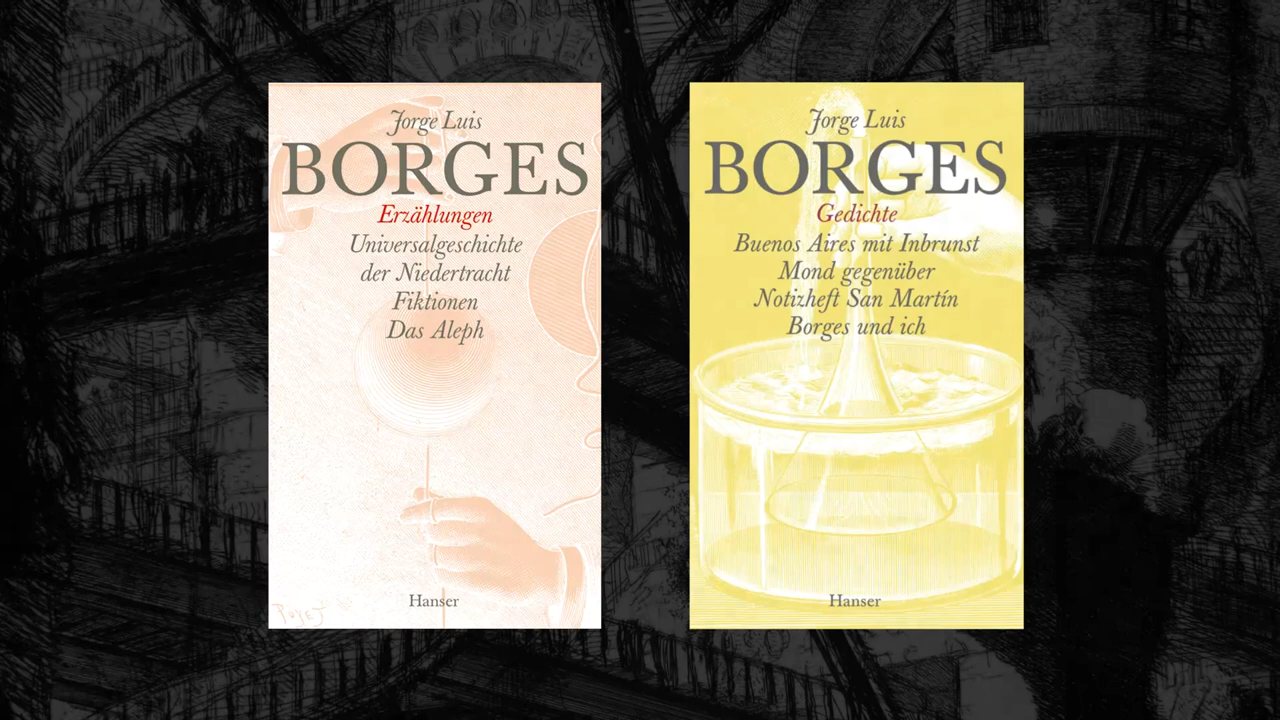 Jorge Luis
BORGES
Erzählungen
Universalgeschichte
der Niedertracht
Fiktionen
Das Aleph
Hanser
Jorge Luis
BORGES
Gedichte
Buenos Aires mit Inbrunst
Mond gegenüber
Notizheft San Martín
Borges und ich
Hanser